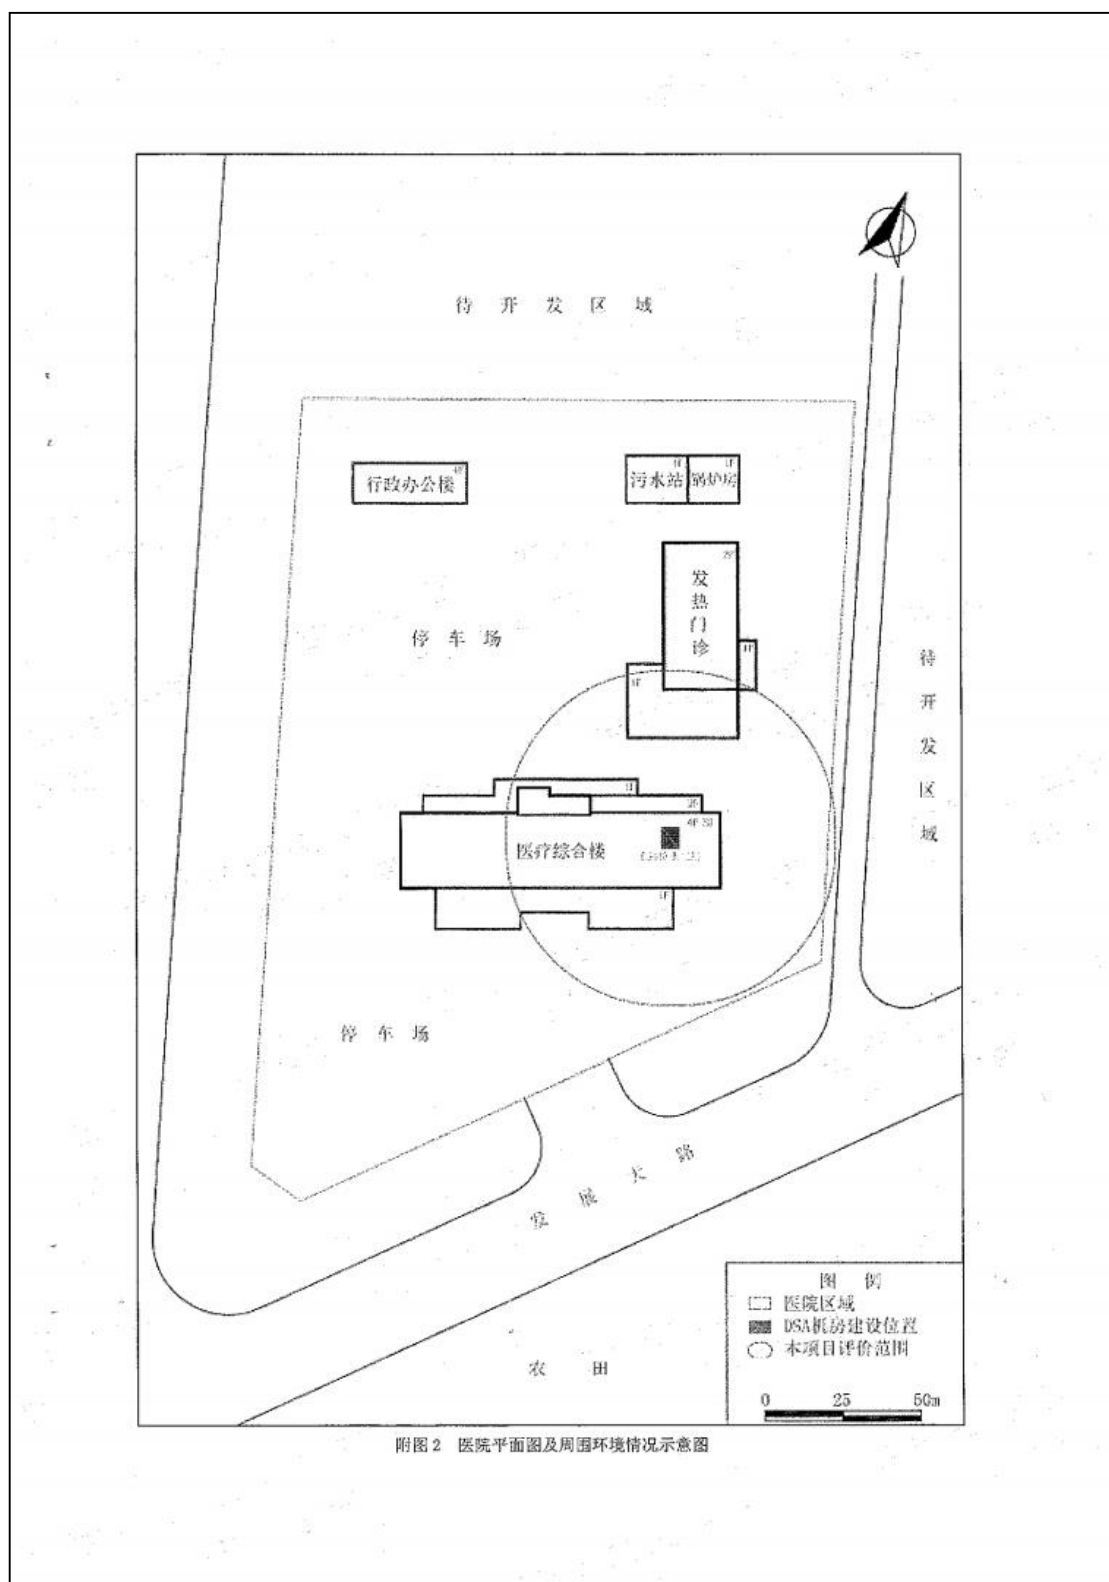 待开发区域
行政办公楼
污水站
1F
锅炉房
发热门诊
停车场
1F
1F
待开发区域
医疗综合楼
1F
停车场
发展大路
农田
图例
医院区域
DSA机房建设位置
本项目评价范围
0 25 50m
附图2 医院平面图及周围环境情况示意图